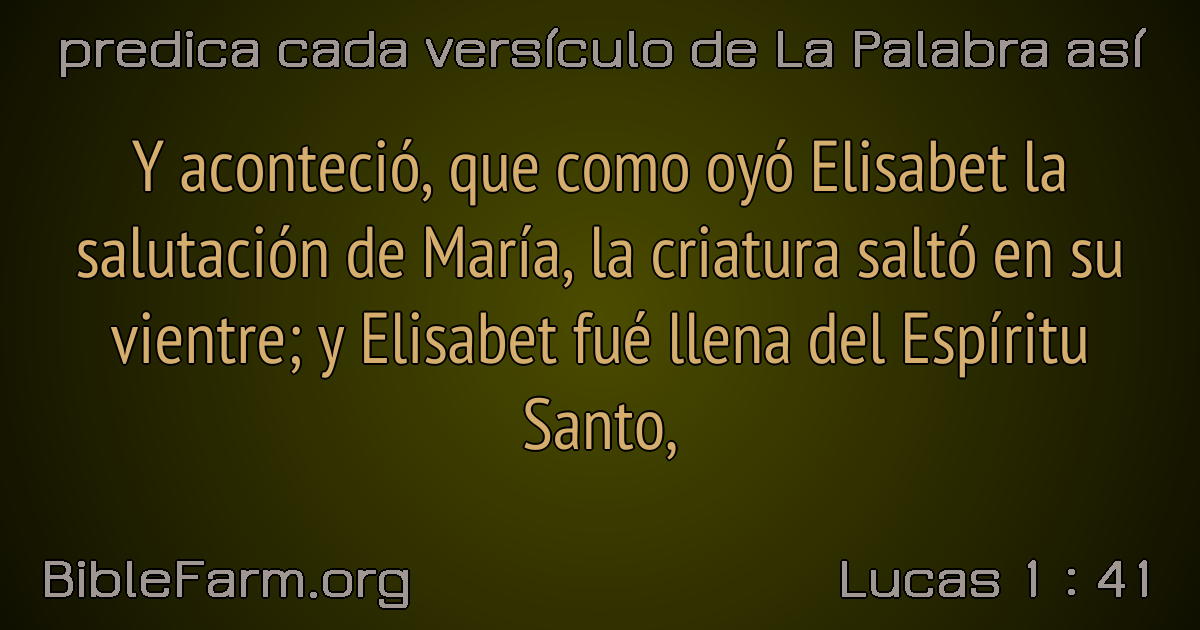 predica cada versículo de La Palabra así
Y aconteció, que como oyó Elisabet la
salutación de María, la criatura saltó en su
vientre; y Elisabet fué llena del Espíritu
Santo,
BibleFarm.org
Lucas 1 : 41